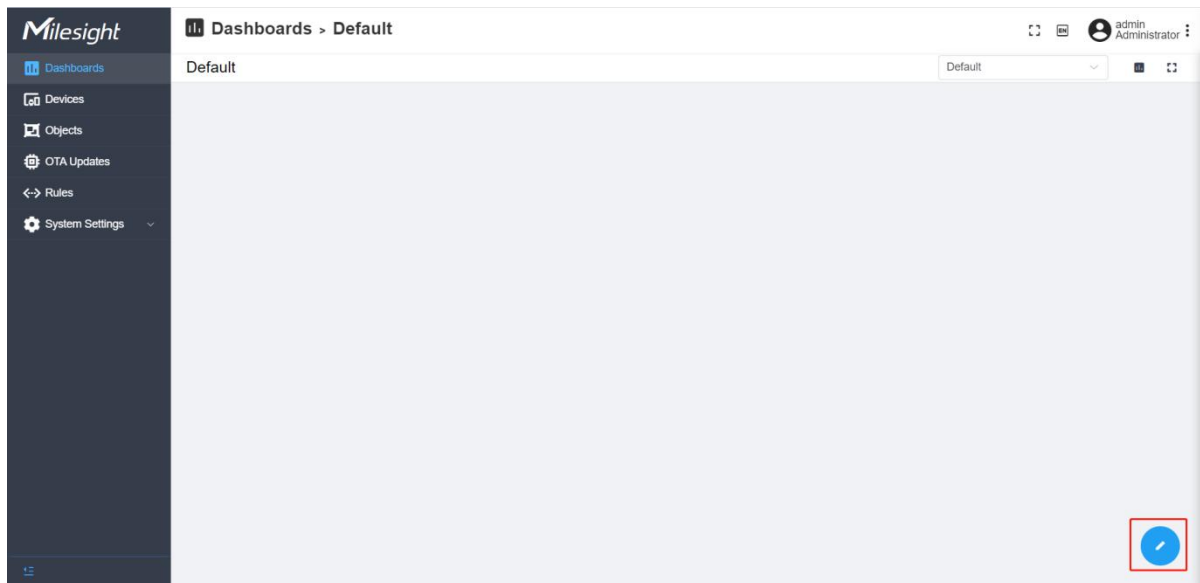 Milesight
Dashboards > Default
EN
admin
Administrator
Dashboards
Default
Default
Devices
Objects
OTA Updates
Rules
System Settings